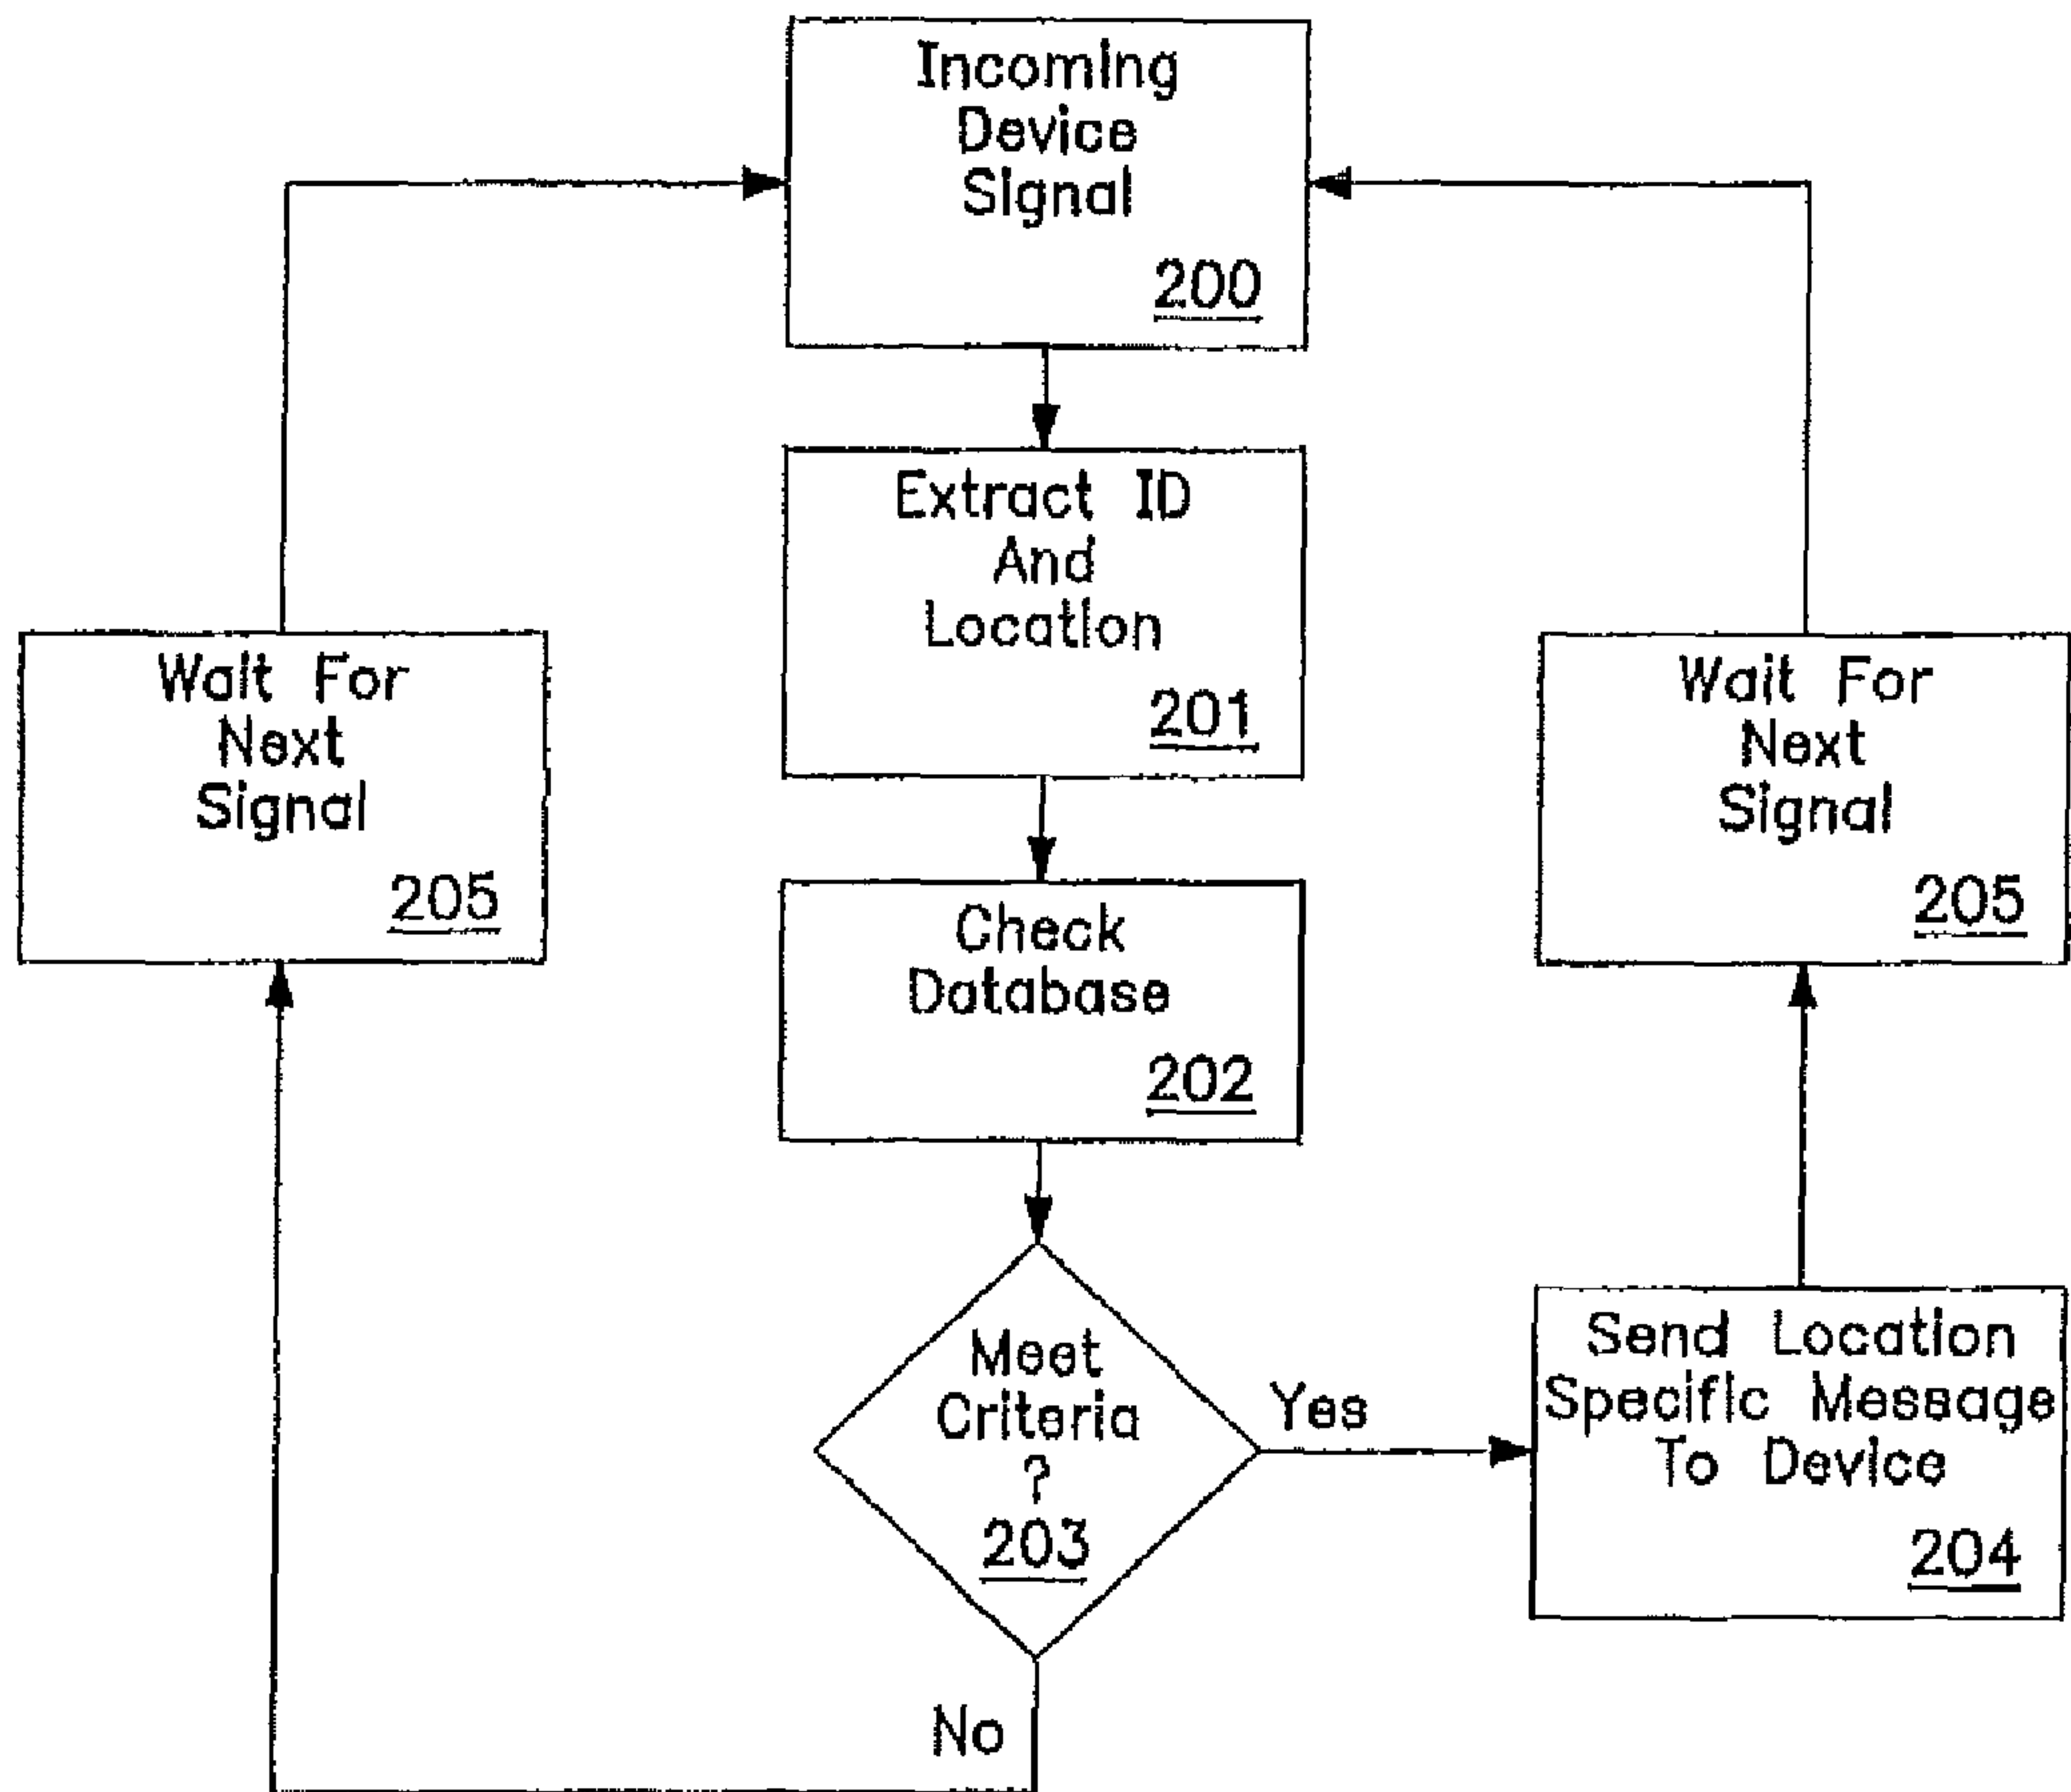 Incoming
Device
Signal
200
Extract ID
And
Location
201
Wait For
Next
Signal
205
Wait For
Next
Signal
205
Check
Database
202
Meet
Criteria
?
203
Yes
No
Send Location
Specific Message
To Device
204